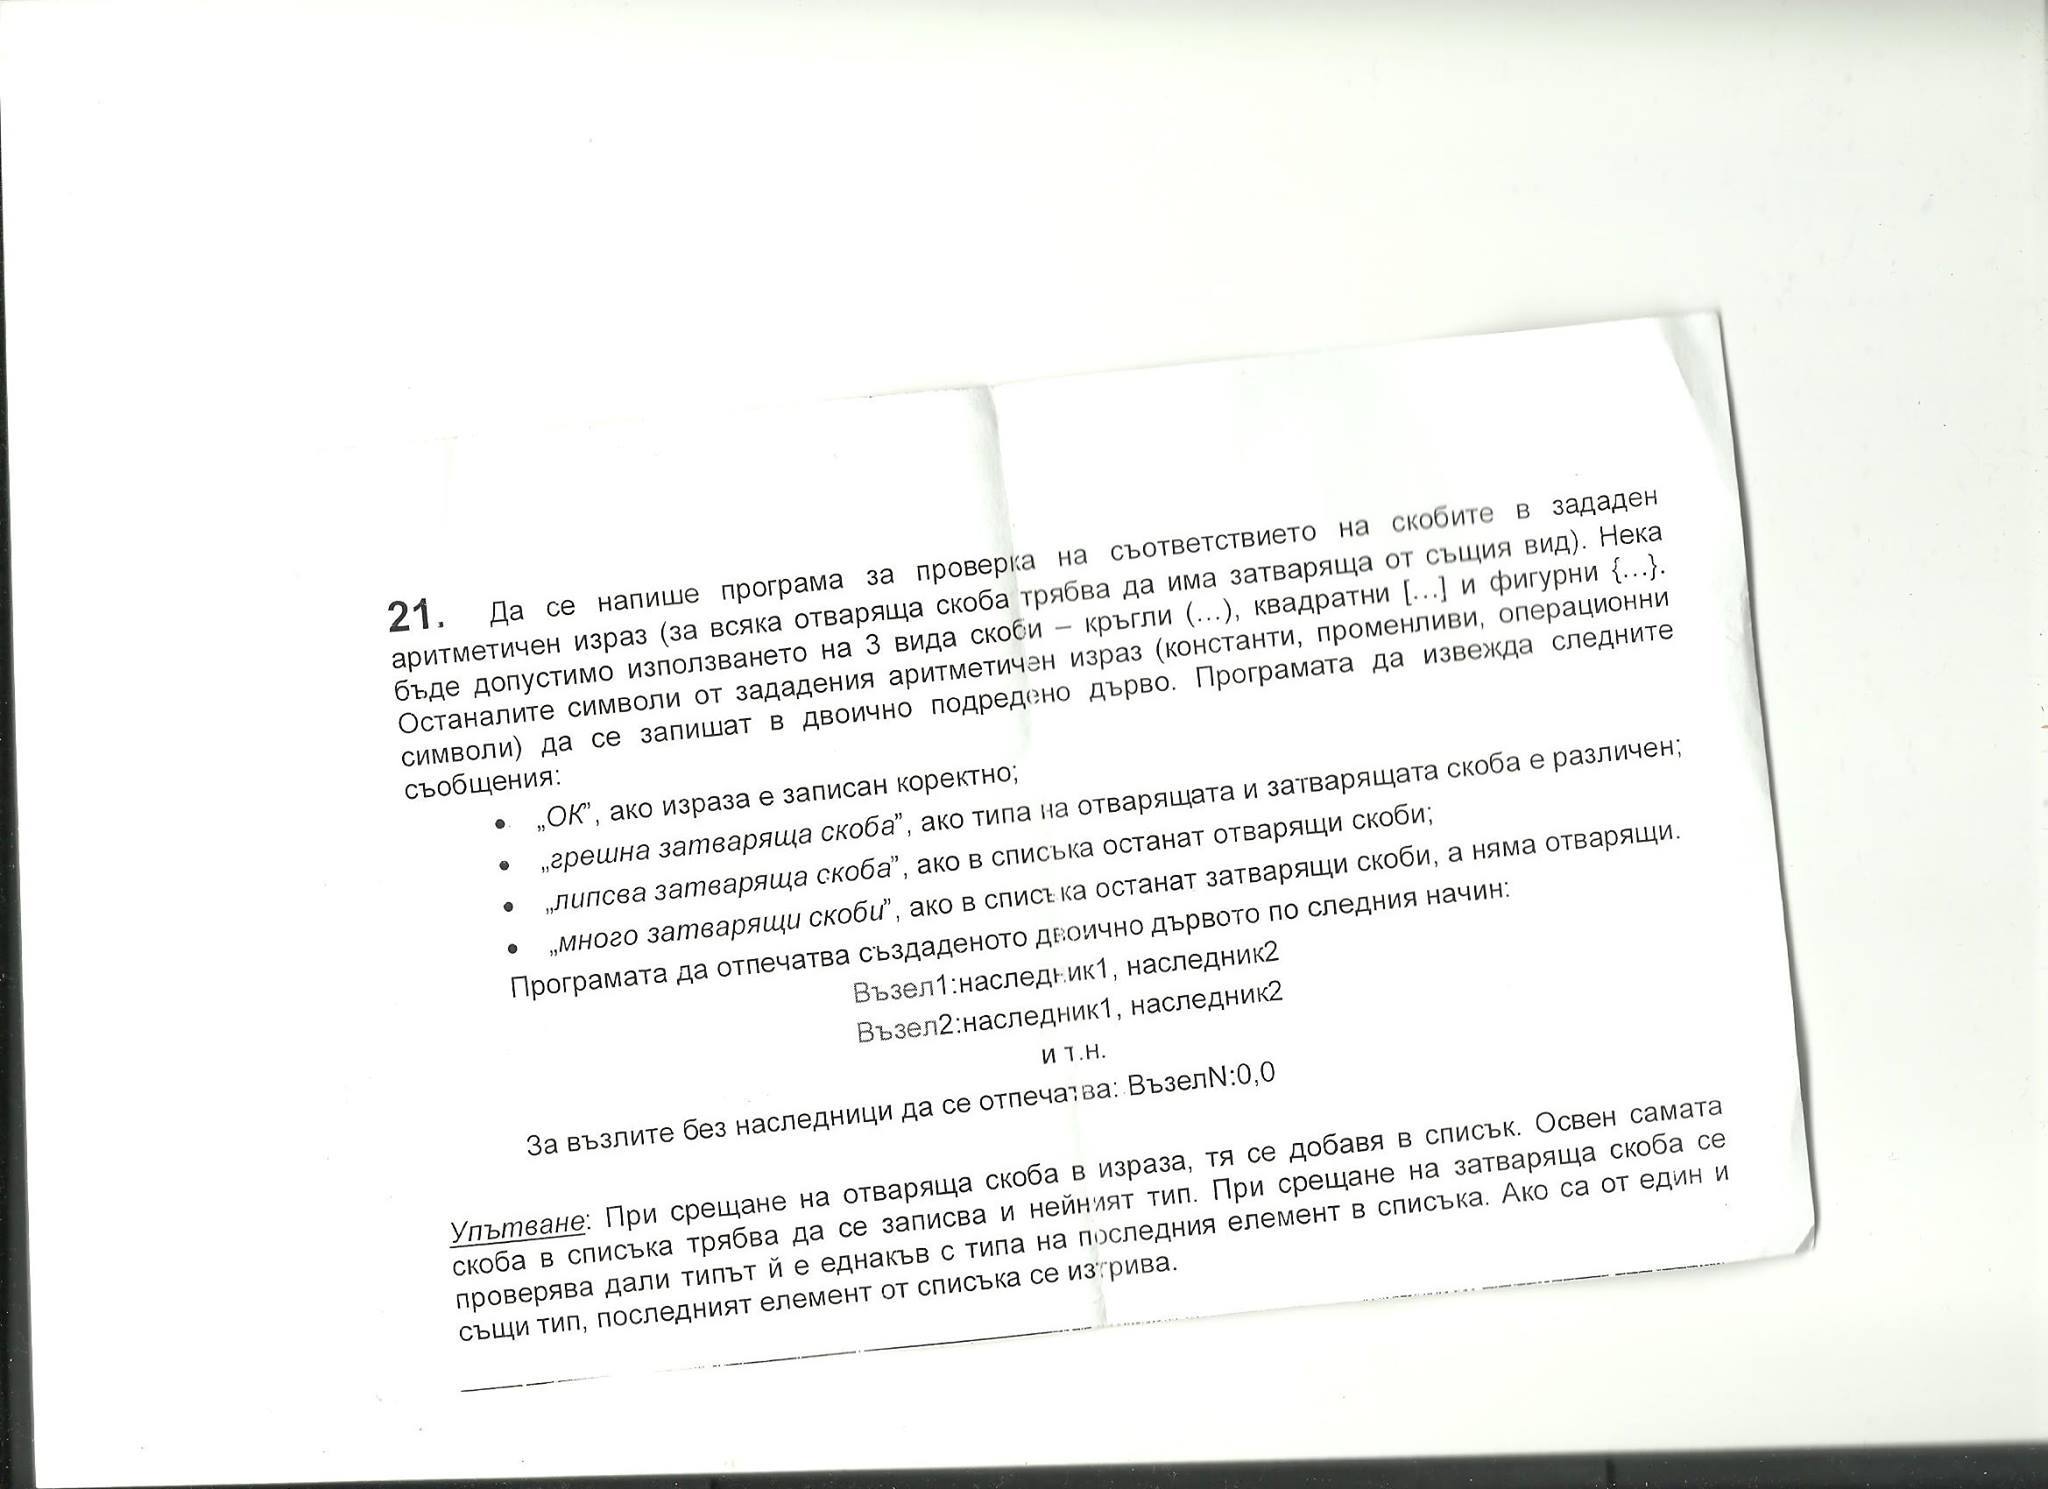 21. Да се напише програма за проверка на съответствието на скобите в зададен
аритметичен израз (за всяка отваряща скоба трябва да има затваряща от същия вид). Нека
бъде допустимо използването на 3 вида скоби – кръгли (...), квадратни [...] и фигурни {...}.
Останалите символи от зададения аритметичен израз (константи, променливи, операционни
символи) да се запишат в двоично подредено дърво. Програмата да извежда следните
съобщения:
• „ОК”, ако израза е записан коректно;
• „грешна затваряща скоба”, ако типа на отварящата и затварящата скоба е различен;
• „липсва затваряща скоба”, ако в списъка останат отварящи скоби;
• „много затварящи скоби”, ако в списъка останат затварящи скоби, а няма отварящи.
Програмата да отпечатва създаденото двоично дървото по следния начин:
Възел1:наследник1, наследник2
Възел2:наследник1, наследник2
и т.н.
За възлите без наследници да се отпечатва: ВъзелN:0,0
Упътване: При срещане на отваряща скоба в израза, тя се добавя в списък. Освен самата
скоба в списъка трябва да се записва и нейният тип. При срещане на затваряща скоба се
проверява дали типът й е еднакъв с типа на последния елемент в списъка. Ако са от един и
същи тип, последният елемент от списъка се изтрива.